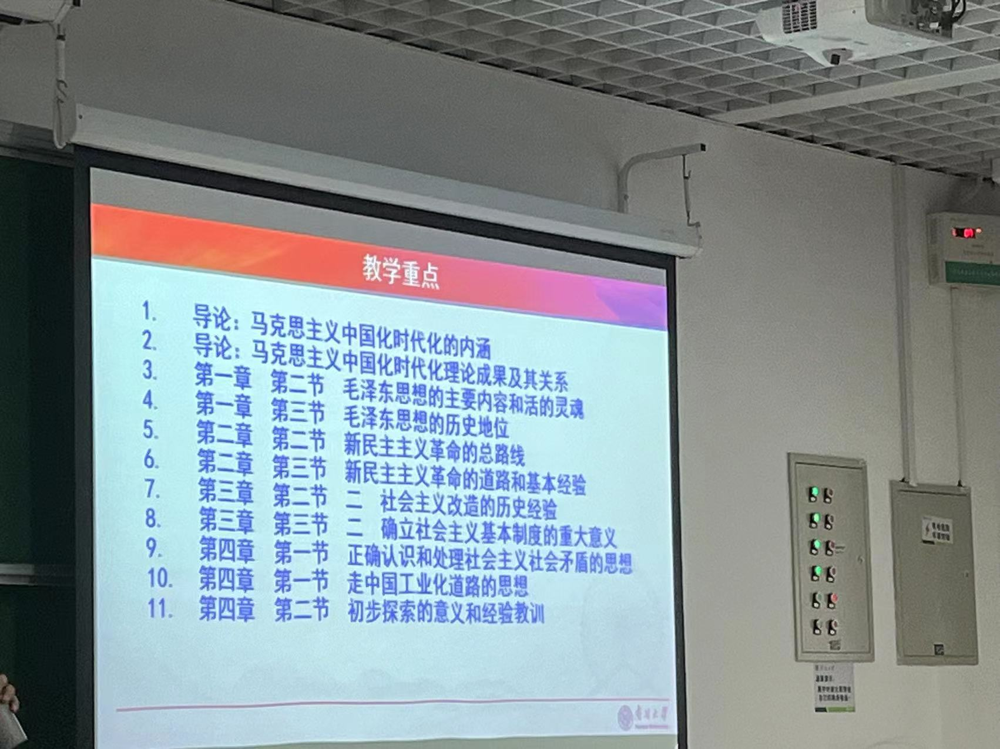 教学重点
1. 导论：马克思主义中国化时代化的内涵
2. 导论：马克思主义中国化时代化理论成果及其关系
3. 第一章 第二节 毛泽东思想的主要内容和活的灵魂
4. 第一章 第三节 毛泽东思想的历史地位
5. 第二章 第二节 新民主主义革命的总路线
6. 第二章 第三节 新民主主义革命的道路和基本经验
7. 第三章 第二节 二 社会主义改造的历史经验
8. 第三章 第三节 二 确立社会主义基本制度的重大意义
9. 第四章 第一节 正确认识和处理社会主义社会矛盾的思想
10. 第四章 第一节 走中国工业化道路的思想
11. 第四章 第二节 初步探索的意义和经验教训